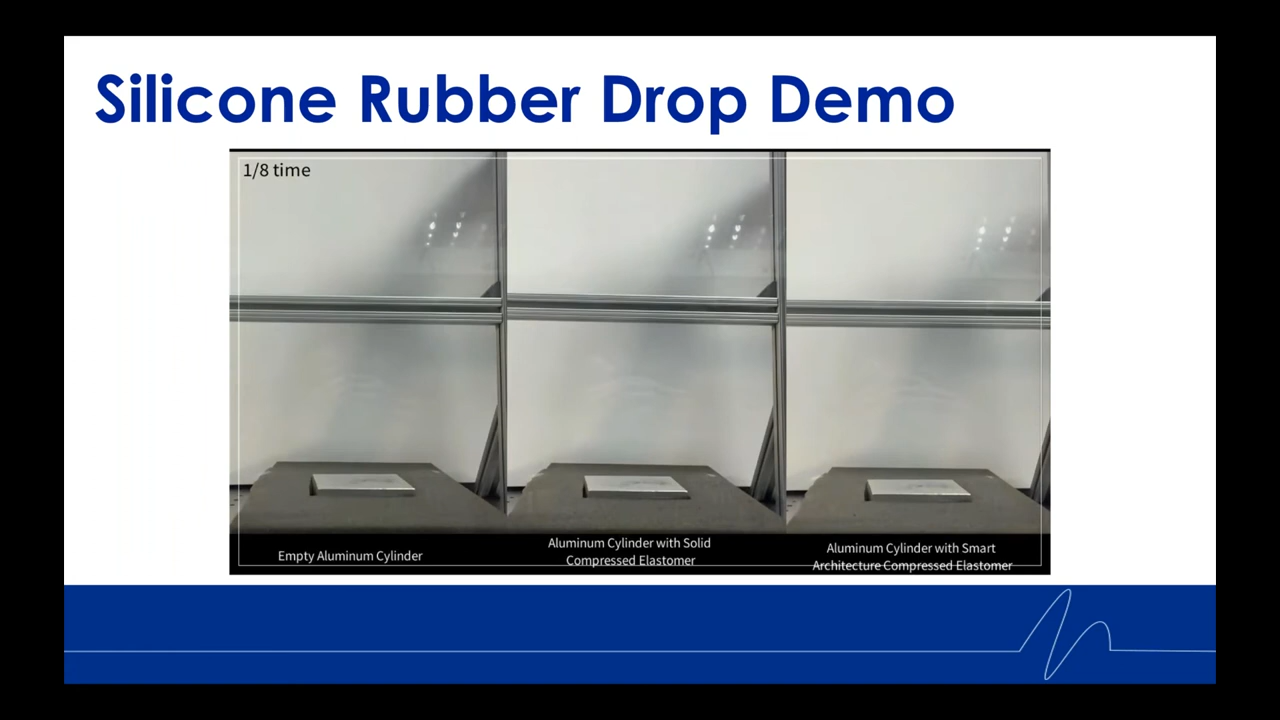 Silicone Rubber Drop Demo
1/8 time
Empty Aluminum Cylinder
Aluminum Cylinder with Solid
Compressed Elastomer
Aluminum Cylinder with Smart
Architecture Compressed Elastomer